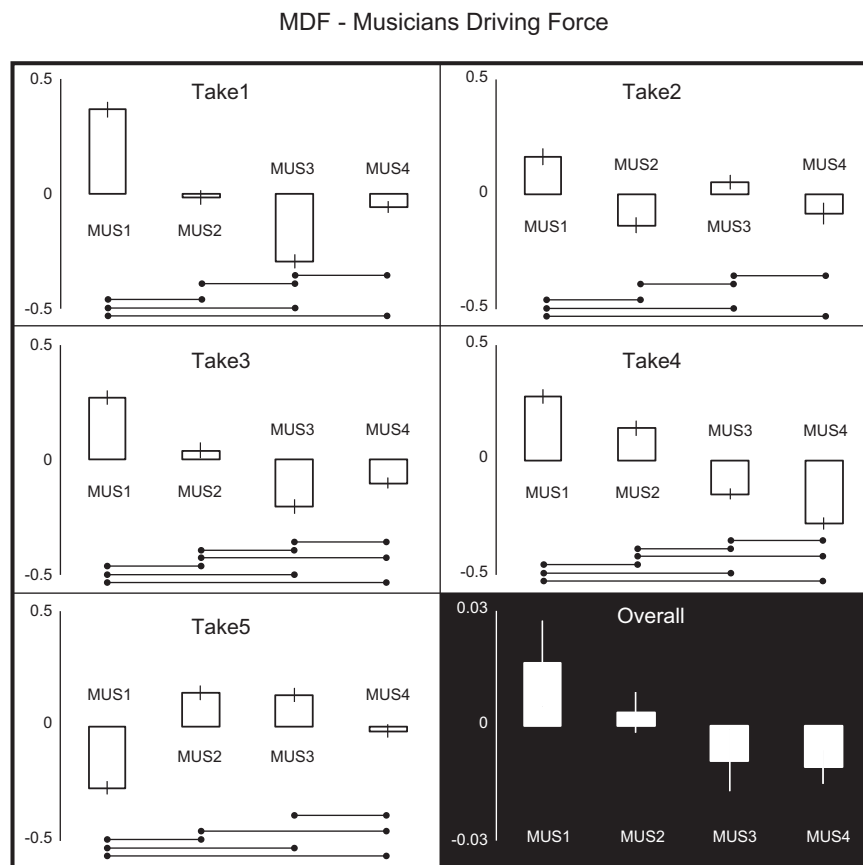 MDF - Musicians Driving Force
0.5
Take1
0
MUS3
MUS4
MUS1
MUS2
-0.5
0.5
Take2
MUS2
MUS4
0
MUS1
MUS3
-0.5
0.5
Take3
MUS3
MUS4
0
MUS1
MUS2
-0.5
0.5
Take4
MUS3
MUS4
0
MUS1
MUS2
-0.5
0.5
Take5
MUS1
MUS4
0
MUS2
MUS3
-0.5
0.03
Overall
0
-0.03
MUS1
MUS2
MUS3
MUS4